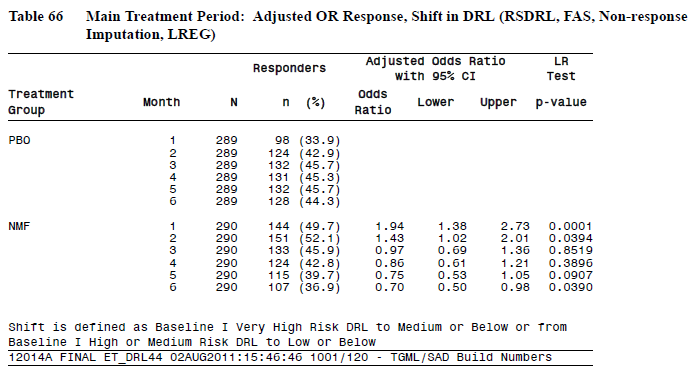 Table 66 Main Treatment Period: Adjusted OR Response, Shift in DRL (RSDRL, FAS, Non-response
Imputation, LREG)
Responders Adjusted Odds Ratio LR
with 95% CI Test
Treatment Odds
Group Month N n (%) Ratio Lower Upper p-value
PBO 1 289 98 (33.9)
2 289 124 (42.9)
3 289 132 (45.7)
4 289 131 (45.3)
5 289 132 (45.7)
6 289 128 (44.3)
NMF 1 290 144 (49.7) 1.94 1.38 2.73 0.0001
2 290 151 (52.1) 1.43 1.02 2.01 0.0394
3 290 133 (45.9) 0.97 0.69 1.36 0.8519
4 290 124 (42.8) 0.86 0.61 1.21 0.3896
5 290 115 (39.7) 0.75 0.53 1.05 0.0907
6 290 107 (36.9) 0.70 0.50 0.98 0.0390
Shift is defined as Baseline I Very High Risk DRL to Medium or Below or from
Baseline I High or Medium Risk DRL to Low or Below
12014A FINAL ET_DRL44 02AUG2011:15:46:46 1001/120 - TGML/SAD Build Numbers